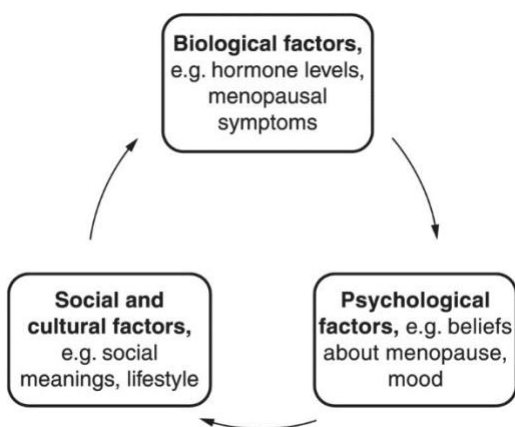 Biological factors,
e.g. hormone levels,
menopausal
symptoms
Social and
cultural factors,
e.g. social
meanings, lifestyle
Psychological
factors, e.g. beliefs
about menopause,
mood